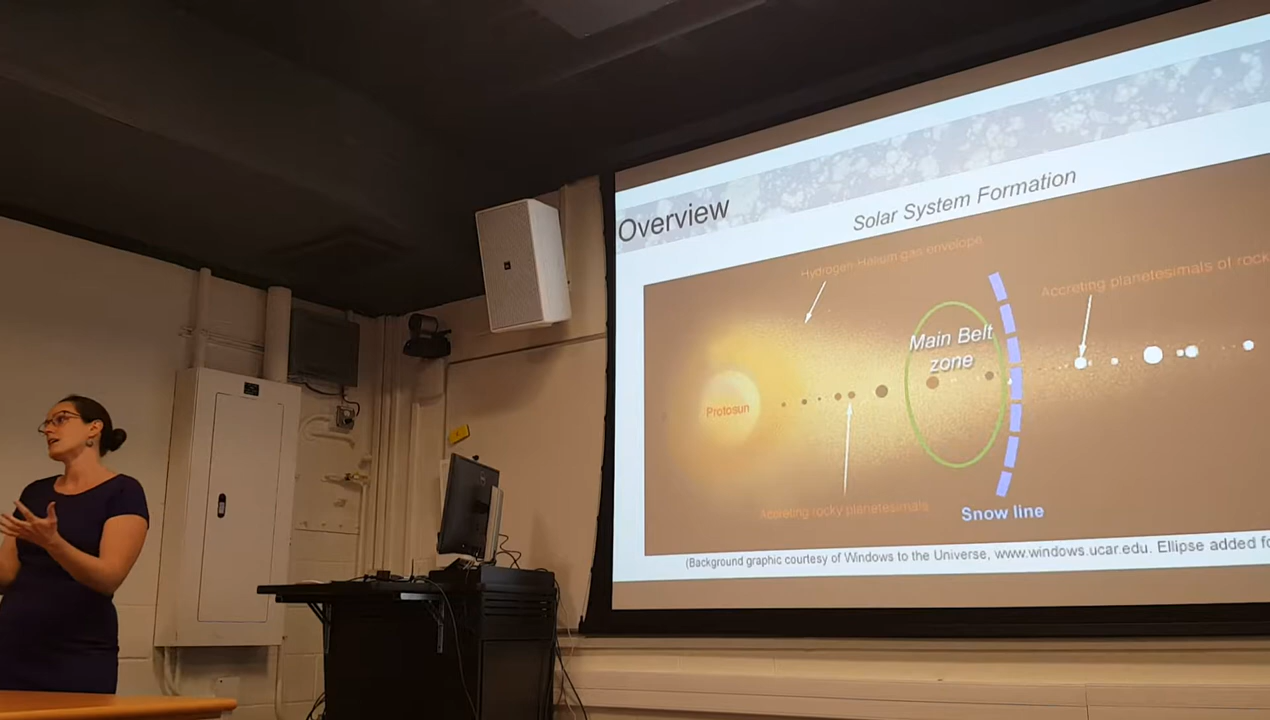 Overview
Solar System Formation
Hydrogen Helium gas envelope
Accreting planetesimals of rock
Main Belt
zone
Protosun
Accreting rocky planetesimals
Snow line
(Background graphic courtesy of Windows to the Universe, www.windows.ucar.edu. Ellipse added fo